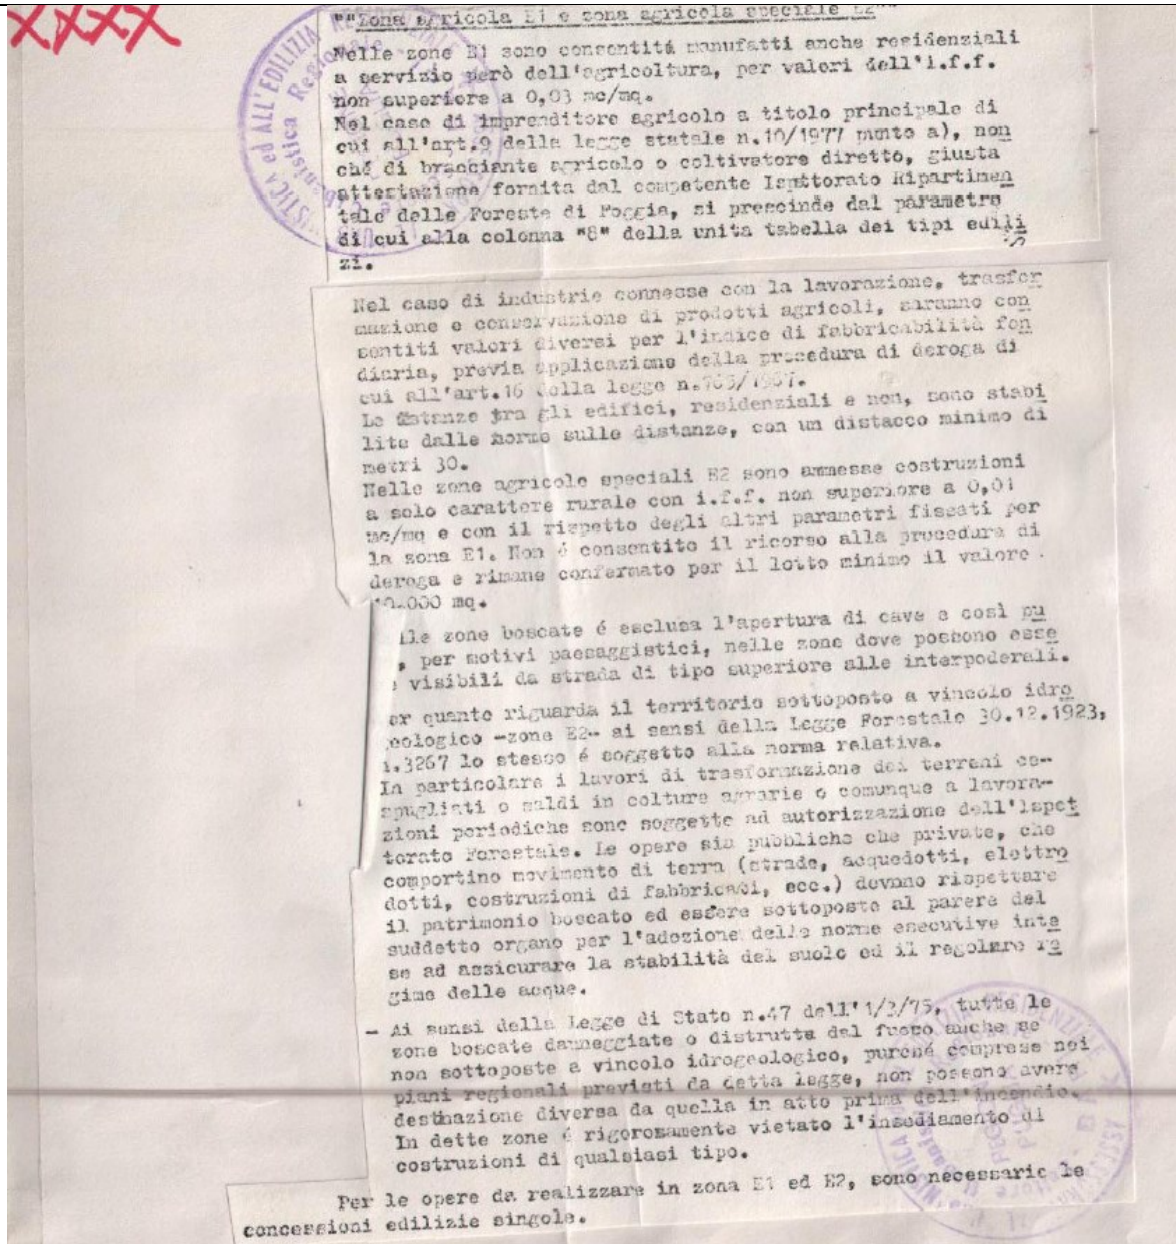 XXXX
""Zona agricola E1 e zona agricola speciale E2""
Nelle zone E1 sono consentitá manufatti anche residenziali
a servizio però dell'agricoltura, per valori dell'i.f.f.
non superiore a 0,03 mc/mq.
Nel caso di imprenditore agricolo a titolo principale di
cui all'art.9 della legge statale n.10/1977 punto a), non
ché di bracciante agricolo o coltivatore diretto, giusta
attestazione fornita dal competente Ispttorato Ripartimen
tale delle Foreste di Foggia, si prescinde dal parametro
di cui alla colonna "8" della unita tabella dei tipi edili
zi.
Nel caso di industrie connesse con la lavorazione, trasfor
mazione e conservazione di prodotti agricoli, saranno con
sentiti valori diversi per l'indice di fabbricabilità fon
diaria, previa applicazione della procedura di deroga di
cui all'art.16 della legge
Le distanze tra gli edifici, residenziali e non, sono stabi
lite dalle norme sulle distanze, con un distacco minimo di
metri 30.
Nelle zone agricole speciali E2 sono ammesse costruzioni
a solo carattere rurale con i.f.f. non superiore a 0,01
mc/mq e con il rispetto degli altri parametri fissati per
la zona E1. Non é consentito il ricorso alla procedura di
deroga e rimane confermato per il lotto minimo il valore
10.000 mq.
lle zone boscate é esclusa l'apertura di cave e così pu
, per motivi paesaggistici, nelle zone dove possono esse
visibili da strada di tipo superiore alle interpoderali.
er quanto riguarda il territorio sottoposto a vincolo idro
eologico -zone E2- ai sensi della Legge Forestale 30.12.1923,
n.3267 lo stesso é soggetto alla norma relativa.
In particolare i lavori di trasformazione dei terreni ce-
spugliati o saldi in colture agrarie o comunque a lavora-
zioni periodiche sono soggette ad autorizzazione dell'Ispet
torato Forestale. Le opere sia pubbliche che private, che
comportino movimento di terra (strade, acquedotti, elettro
dotti, costruzioni di fabbricati, ecc.) devono rispettare
il patrimonio boscato ed essere sottoposte al parere del
suddetto organo per l'adozione delle norme esecutive inte
se ad assicurare la stabilità del suolo ed il regolare re
gime delle acque.
- Ai sensi della Legge di Stato n.47 dell'1/3/75, tutte le
zone boscate danneggiate o distrutte dal fuoco anche se
non sottoposte a vincolo idrogeologico, purché comprese nei
piani regionali previsti da detta legge, non possono avere
destinazione diversa da quella in atto prima dell'incendio.
In dette zone é rigorosamente vietato l'insediamento di
costruzioni di qualsiasi tipo.
Per le opere da realizzare in zona E1 ed E2, sono necessarie le
concessioni edilizie singole.